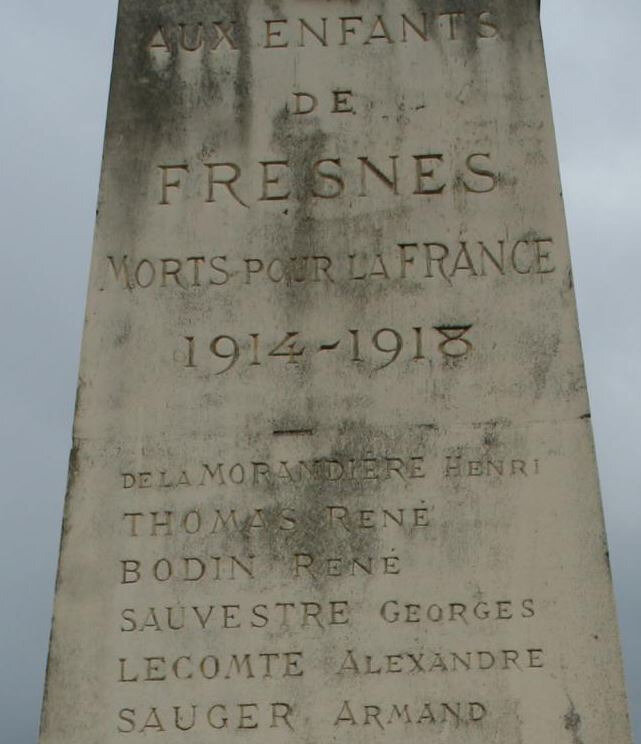 AUX ENFANTS
DE
FRESNES
MORTS POUR LA FRANCE
1914-1918
DE LA MORANDIÈRE HENRI
THOMAS RENÉ
BODIN RENÉ
SAUVESTRE GEORGES
LECOMTE ALEXANDRE
SAUGER ARMAND